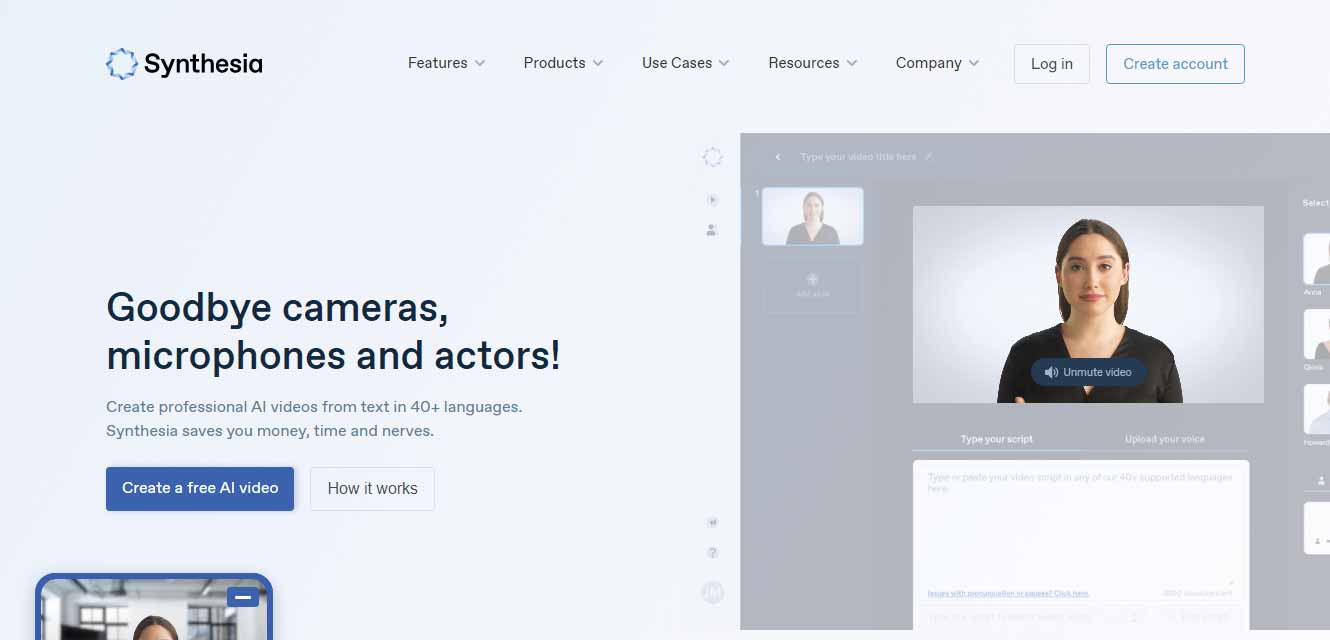 Synthesia
Features
Products
Use Cases
Resources
Company
Log in
Create account
Type your video title here
1
Select
Anna
Unmute video
Howard
Goodbye cameras,
microphones and actors!
Create professional AI videos from text in 40+ languages.
Synthesia saves you money, time and nerves.
Create a free AI video
How it works
Type your script
Upload your voice
Type or paste your video script in any of our 40+ supported languages
here.
Issues with pronunciation or pauses? Click here.
?
JM